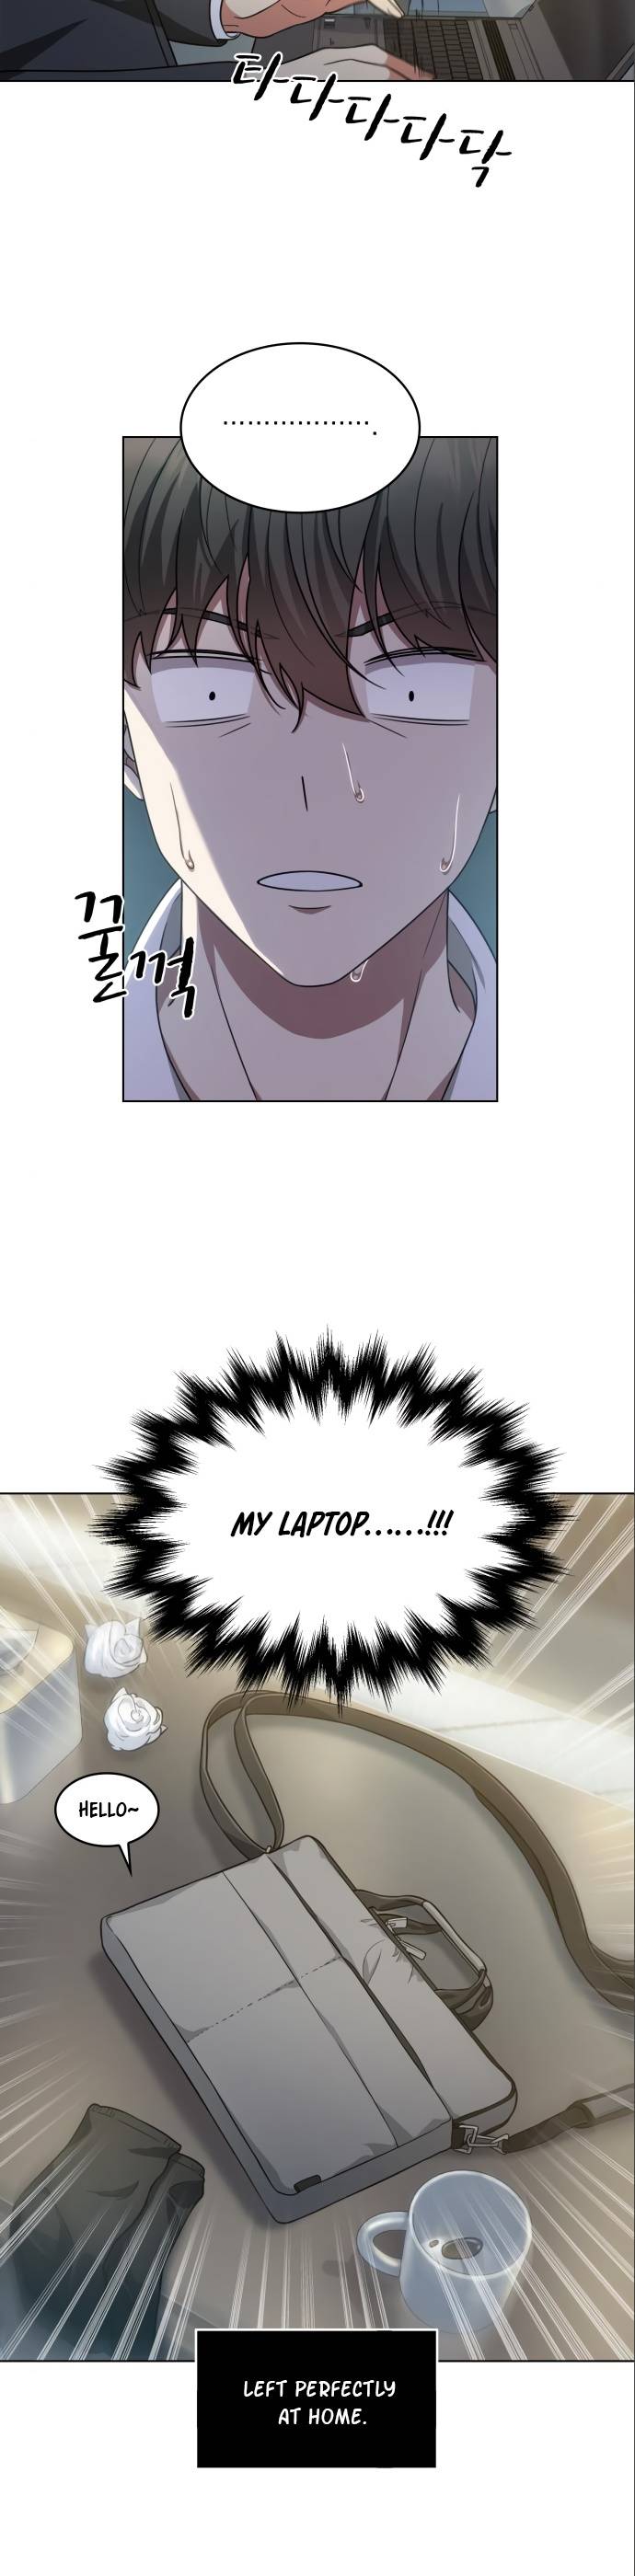 타다다다닥
...................
꿀꺽
MY LAPTOP......!!!
HELLO~
LEFT PERFECTLY
AT HOME.